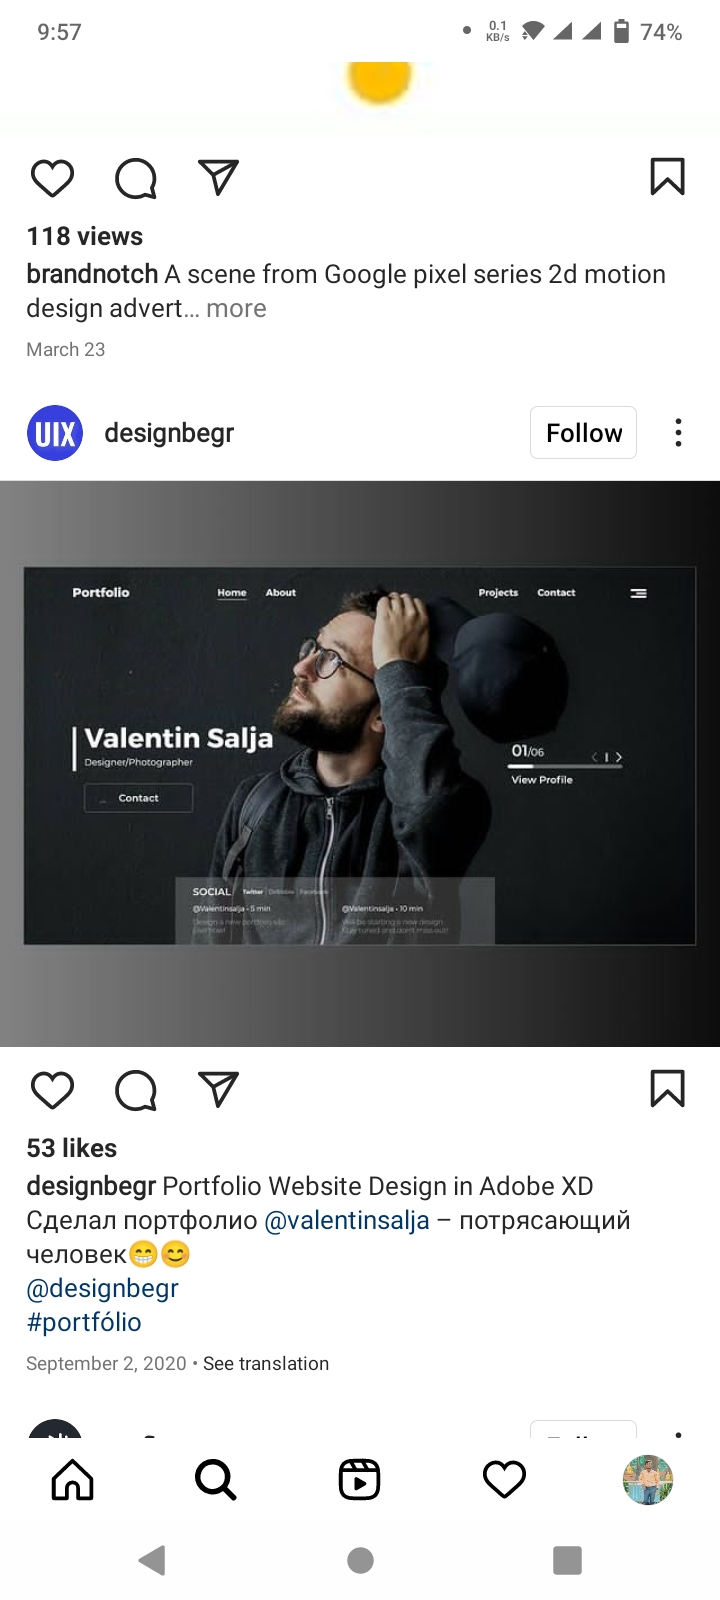 9:57
0.1
KB/s
74%
118 views
brandnotch A scene from Google pixel series 2d motion
design advert... more
March 23
UIX
designbegr
Follow
Portfolio
Home
About
Projects
Contact
Valentin Salja
Designer/Photographer
Contact
01/06
View Profile
SOCIAL Twitter Dribbble Facebook
@Valentinsalja • 5 min
@Valentinsalja • 10 min
53 likes
designbegr Portfolio Website Design in Adobe XD
Сделал портфолио @valentinsalja – потрясающий
человек😁😊
@designbegr
#portfólio
September 2, 2020 • See translation